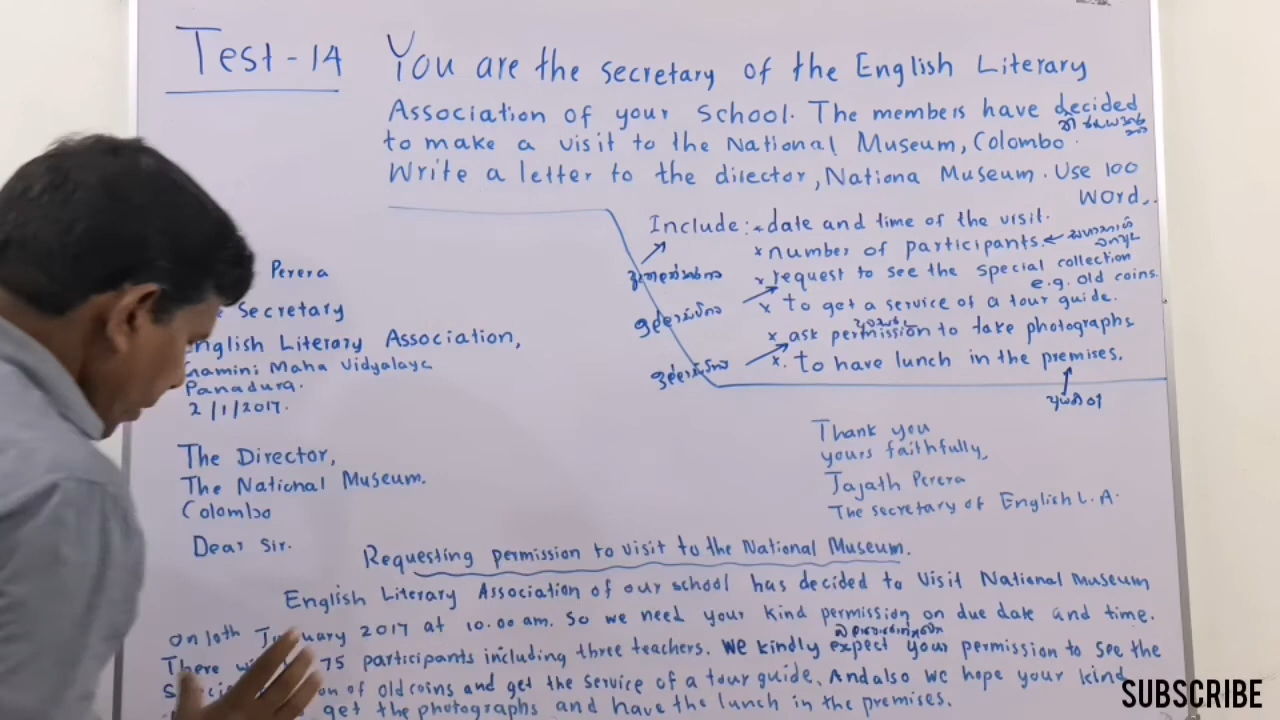 Test - 14 You are the secretary of the English Literary
Association of your School. The members have decided
to make a visit to the National Museum, Colombo.
Write a letter to the director, Nationa Museum. Use 100
word..
Include: * date and time of the visit.
* number of participants.
* request to see the special collection
e.g. old coins.
* to get a service of a tour guide.
* ask permission to take photographs
*. to have lunch in the premises.
Perera
Secretary
English Literary Association,
Gamini Maha Vidyalaya
Panadura.
2/1/2017.
The Director,
The National Museum.
Colombo
Dear Sir.
Thank you
yours faithfully,
Jajath Perera
The secretary of English L. A.
Requesting permission to visit to the National Museum.
English Literary Association of our school has decided to visit National Museum
on 10th January 2017 at 10.00 am. So we need your kind permission on due date and time.
There 75 participants including three teachers. We kindly expect your permission to see the
of old coins and get the service of a tour guide. And also we hope your kind
get the photographs and have the lunch in the premises.
SUBSCRIBE